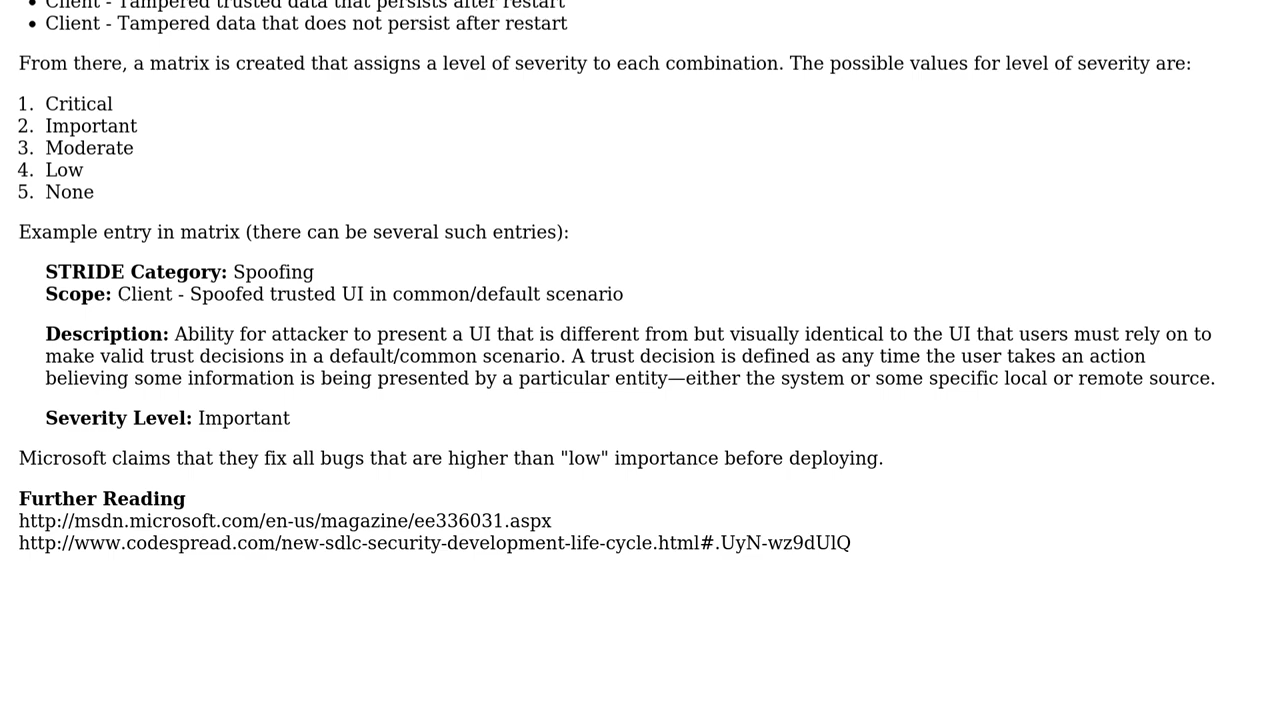 • Client - Tampered trusted data that persists after restart
• Client - Tampered data that does not persist after restart
From there, a matrix is created that assigns a level of severity to each combination. The possible values for level of severity are:
1. Critical
2. Important
3. Moderate
4. Low
5. None
Example entry in matrix (there can be several such entries):
STRIDE Category: Spoofing
Scope: Client - Spoofed trusted UI in common/default scenario
Description: Ability for attacker to present a UI that is different from but visually identical to the UI that users must rely on to
make valid trust decisions in a default/common scenario. A trust decision is defined as any time the user takes an action
believing some information is being presented by a particular entity—either the system or some specific local or remote source.
Severity Level: Important
Microsoft claims that they fix all bugs that are higher than "low" importance before deploying.
Further Reading
http://msdn.microsoft.com/en-us/magazine/ee336031.aspx
http://www.codespread.com/new-sdlc-security-development-life-cycle.html#.UyN-wz9dUlQ